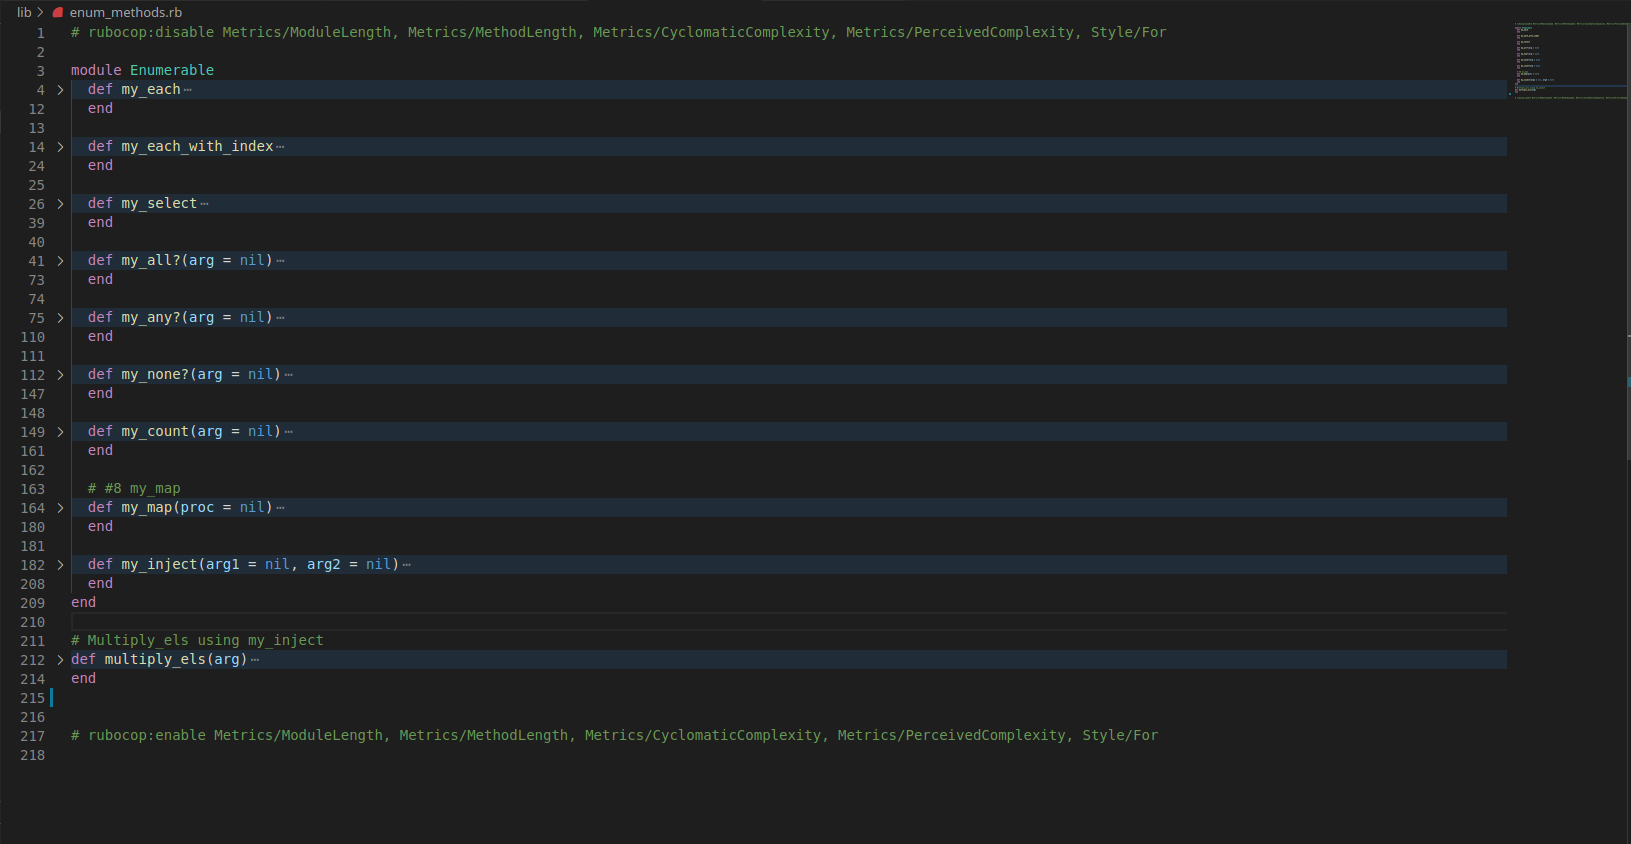 lib > enum_methods.rb
1 # rubocop:disable Metrics/ModuleLength, Metrics/MethodLength, Metrics/CyclomaticComplexity, Metrics/PerceivedComplexity, Style/For
2
3 module Enumerable
4 > def my_each⋯
12 end
13
14 > def my_each_with_index⋯
24 end
25
26 > def my_select⋯
39 end
40
41 > def my_all?(arg = nil)⋯
73 end
74
75 > def my_any?(arg = nil)⋯
110 end
111
112 > def my_none?(arg = nil)⋯
147 end
148
149 > def my_count(arg = nil)⋯
161 end
162
163 # #8 my_map
164 > def my_map(proc = nil)⋯
180 end
181
182 > def my_inject(arg1 = nil, arg2 = nil)⋯
208 end
209 end
210
211 # Multiply_els using my_inject
212 > def multiply_els(arg)⋯
214 end
215
216
217 # rubocop:enable Metrics/ModuleLength, Metrics/MethodLength, Metrics/CyclomaticComplexity, Metrics/PerceivedComplexity, Style/For
218